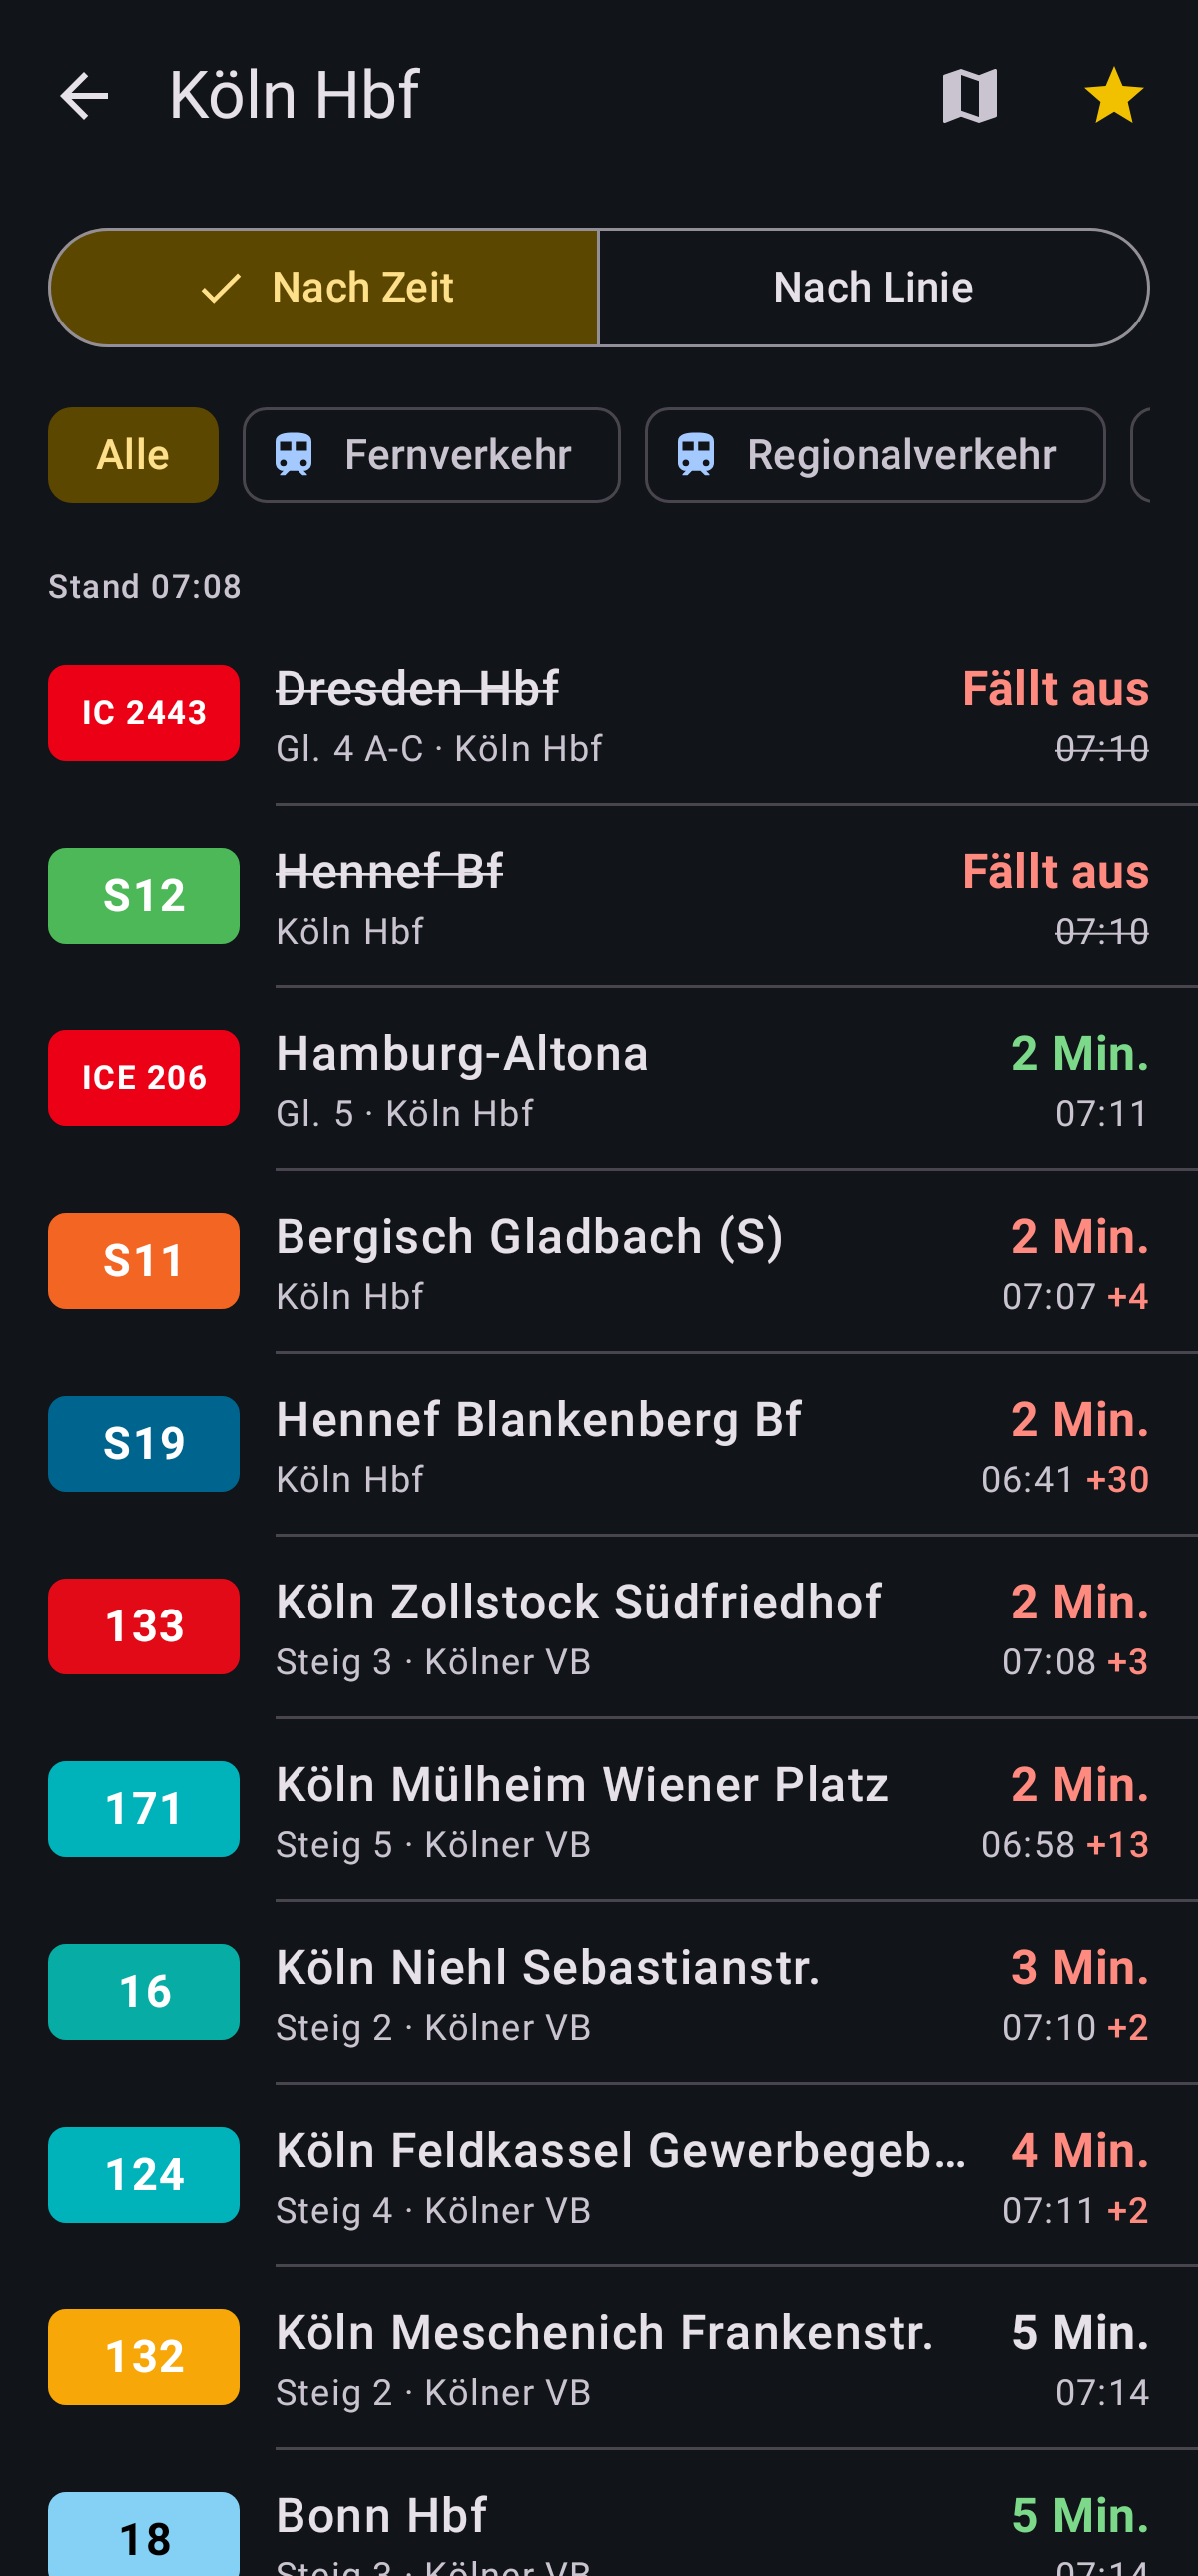 Köln Hbf
Nach Zeit
Nach Linie
Alle
Fernverkehr
Regionalverkehr
Stand 07:08
IC 2443
Dresden Hbf
Fällt aus
Gl. 4 A-C · Köln Hbf
07:10
S12
Hennef Bf
Fällt aus
Köln Hbf
07:10
ICE 206
Hamburg-Altona
2 Min.
Gl. 5 · Köln Hbf
07:11
S11
Bergisch Gladbach (S)
2 Min.
Köln Hbf
07:07 +4
S19
Hennef Blankenberg Bf
2 Min.
Köln Hbf
06:41 +30
133
Köln Zollstock Südfriedhof
2 Min.
Steig 3 · Kölner VB
07:08 +3
171
Köln Mülheim Wiener Platz
2 Min.
Steig 5 · Kölner VB
06:58 +13
16
Köln Niehl Sebastianstr.
3 Min.
Steig 2 · Kölner VB
07:10 +2
124
Köln Feldkassel Gewerbegeb...
4 Min.
Steig 4 · Kölner VB
07:11 +2
132
Köln Meschenich Frankenstr.
5 Min.
Steig 2 · Kölner VB
07:14
18
Bonn Hbf
5 Min.
Steig 3 · Kölner VB
07:14